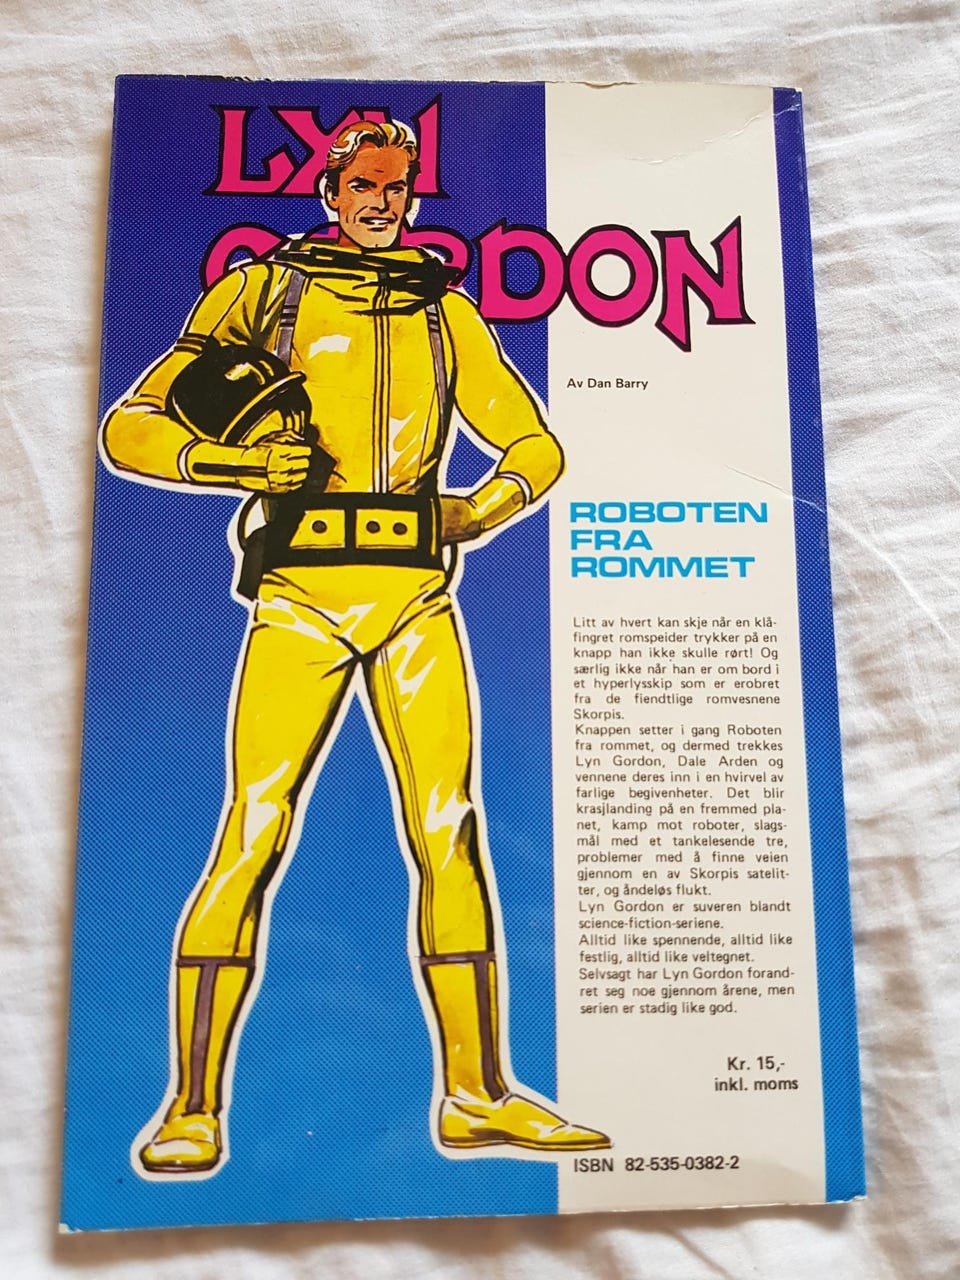 LYN
GORDON
Av Dan Barry
ROBOTEN
FRA
ROMMET
Litt av hvert kan skje når en klå-
fingret romspeider trykker på en
knapp han ikke skulle rørt! Og
særlig ikke når han er om bord i
et hyperlysskip som er erobret
fra de fiendtlige romvesnene
Skorpis.
Knappen setter i gang Roboten
fra rommet, og dermed trekkes
Lyn Gordon, Dale Arden og
vennene deres inn i en hvirvel av
farlige begivenheter. Det blir
krasjlanding på en fremmed pla-
net, kamp mot roboter, slags-
mål med et tankelesende tre,
problemer med å finne veien
gjennom en av Skorpis satelit-
ter, og åndeløs flukt.
Lyn Gordon er suveren blandt
science-fiction-seriene.
Alltid like spennende, alltid like
festlig, alltid like veltegnet.
Selvsagt har Lyn Gordon forand-
ret seg noe gjennom årene, men
serien er stadig like god.
Kr. 15,-
inkl. moms
ISBN 82-535-0382-2